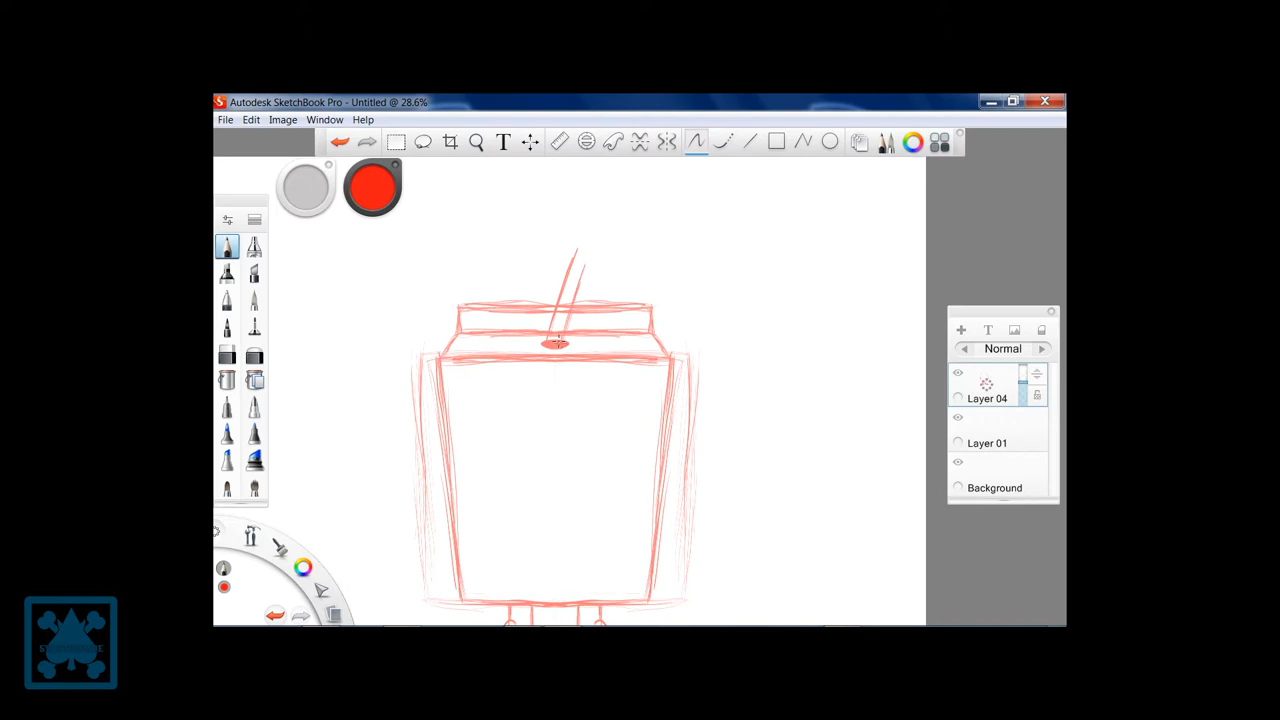 Autodesk SketchBook Pro - Untitled @ 28.6%
File Edit Image Window Help
T
T
Normal
Layer 04
Layer 01
Background